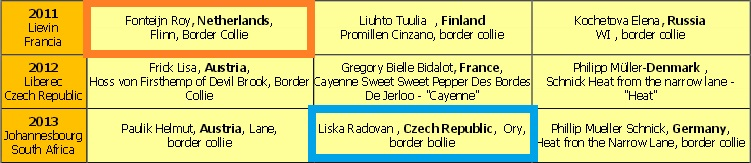 2011
Lievin
Francia
Fonteijn Roy, Netherlands,
Flinn, Border Collie
Liuhto Tuulia , Finland
Promillen Cinzano, border collie
Kochetova Elena, Russia
WI , border collie
2012
Liberec
Czech Republic
Frick Lisa, Austria,
Hoss von Firsthemp of Devil Brook, Border
Collie
Gregory Bielle Bidalot, France,
Cayenne Sweet Sweet Pepper Des Bordes
De Jerloo - "Cayenne"
Philipp Müller-Denmark ,
Schnick Heat from the narrow lane -
"Heat"
2013
Johannesbourg
South Africa
Paulik Helmut, Austria, Lane,
border collie
Liska Radovan , Czech Republic, Ory,
border bollie
Phillip Mueller Schnick, Germany,
Heat from the Narrow Lane, border collie